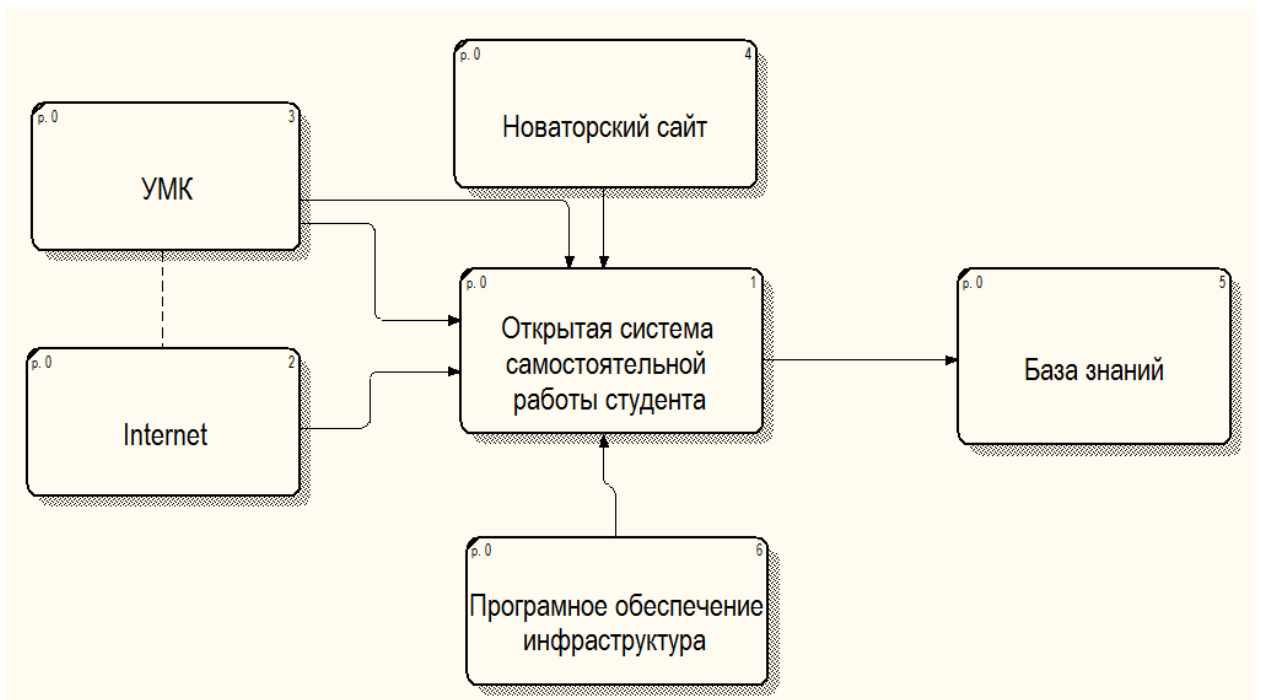 р. 0 4
Новаторский сайт
р. 0 3
УМК
р. 0 1
Открытая система
самостоятельной
работы студента
р. 0 5
База знаний
р. 0 2
Internet
р. 0 6
Програмное обеспечение
инфраструктура